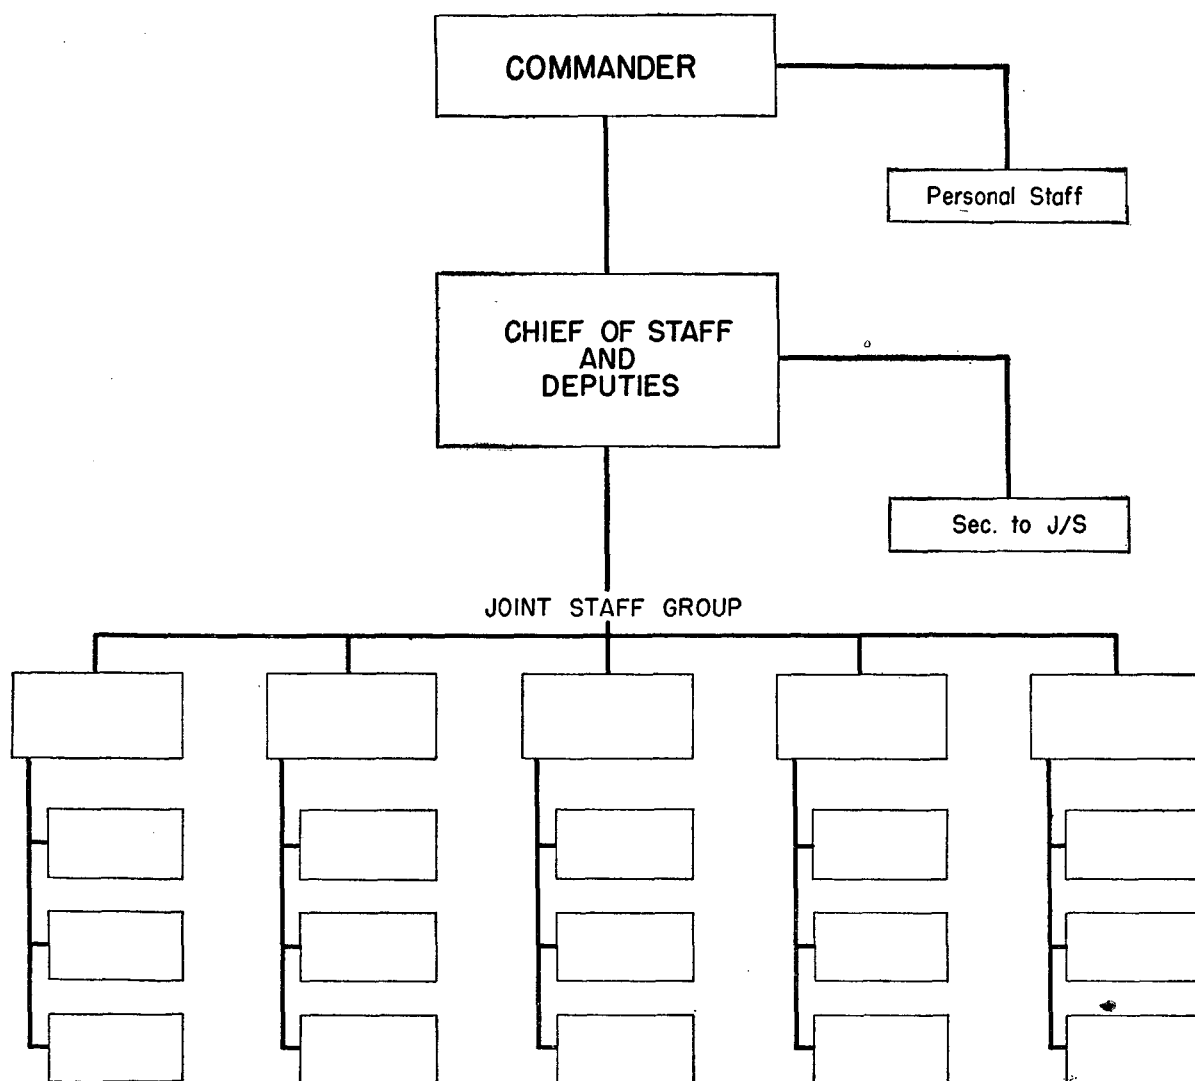 COMMANDER
Personal Staff
CHIEF OF STAFF
AND
DEPUTIES
Sec. to J/S
JOINT STAFF GROUP